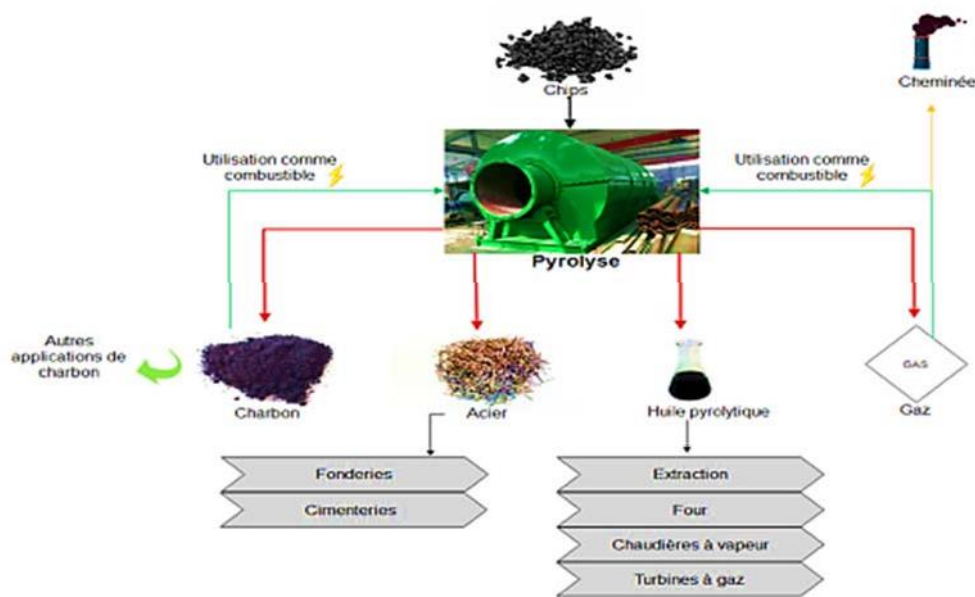 Chips
Cheminée
Utilisation comme
combustible
Utilisation comme
combustible
Pyrolyse
Autres
applications de
charbon
Charbon
Acier
Huile pyrolytique
GAS
Gaz
Fonderies
Cimenteries
Extraction
Four
Chaudières à vapeur
Turbines à gaz